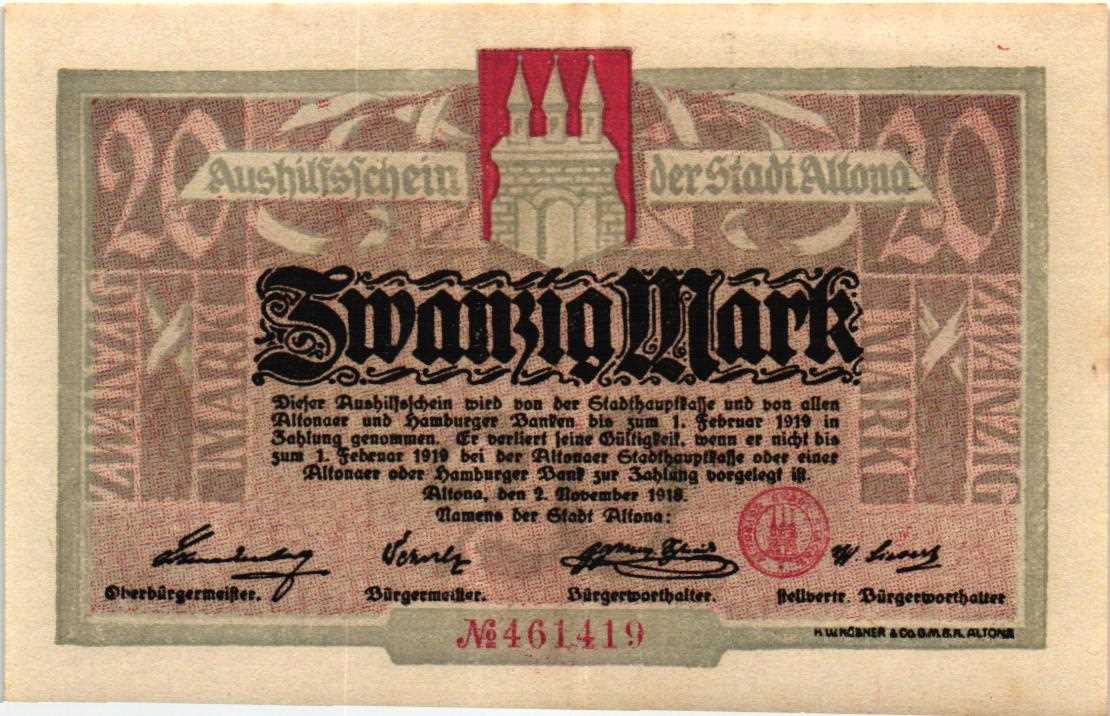 20
20
Aushilfsschein der Stadt Altona
ZWANZIG
MARK
MARK
ZWANZIG
Zwanzig Mark
Dieser Aushilfsschein wird von der Stadthauptkasse und von allen
Altonaer und Hamburger Banken bis zum 1. Februar 1919 in
Zahlung genommen. Er verliert seine Gültigkeit, wenn er nicht bis
zum 1. Februar 1919 bei der Altonaer Stadthauptkasse oder einer
Altonaer oder Hamburger Bank zur Zahlung vorgelegt ist.
Altona, den 2. November 1918.
Namens der Stadt Altona:
Oberbürgermeister. Bürgermeister. Bürgerworthalter. stellvertr. Bürgerworthalter
№461419
H.W.KÖBNER & CO.G.M.B.H. ALTONA